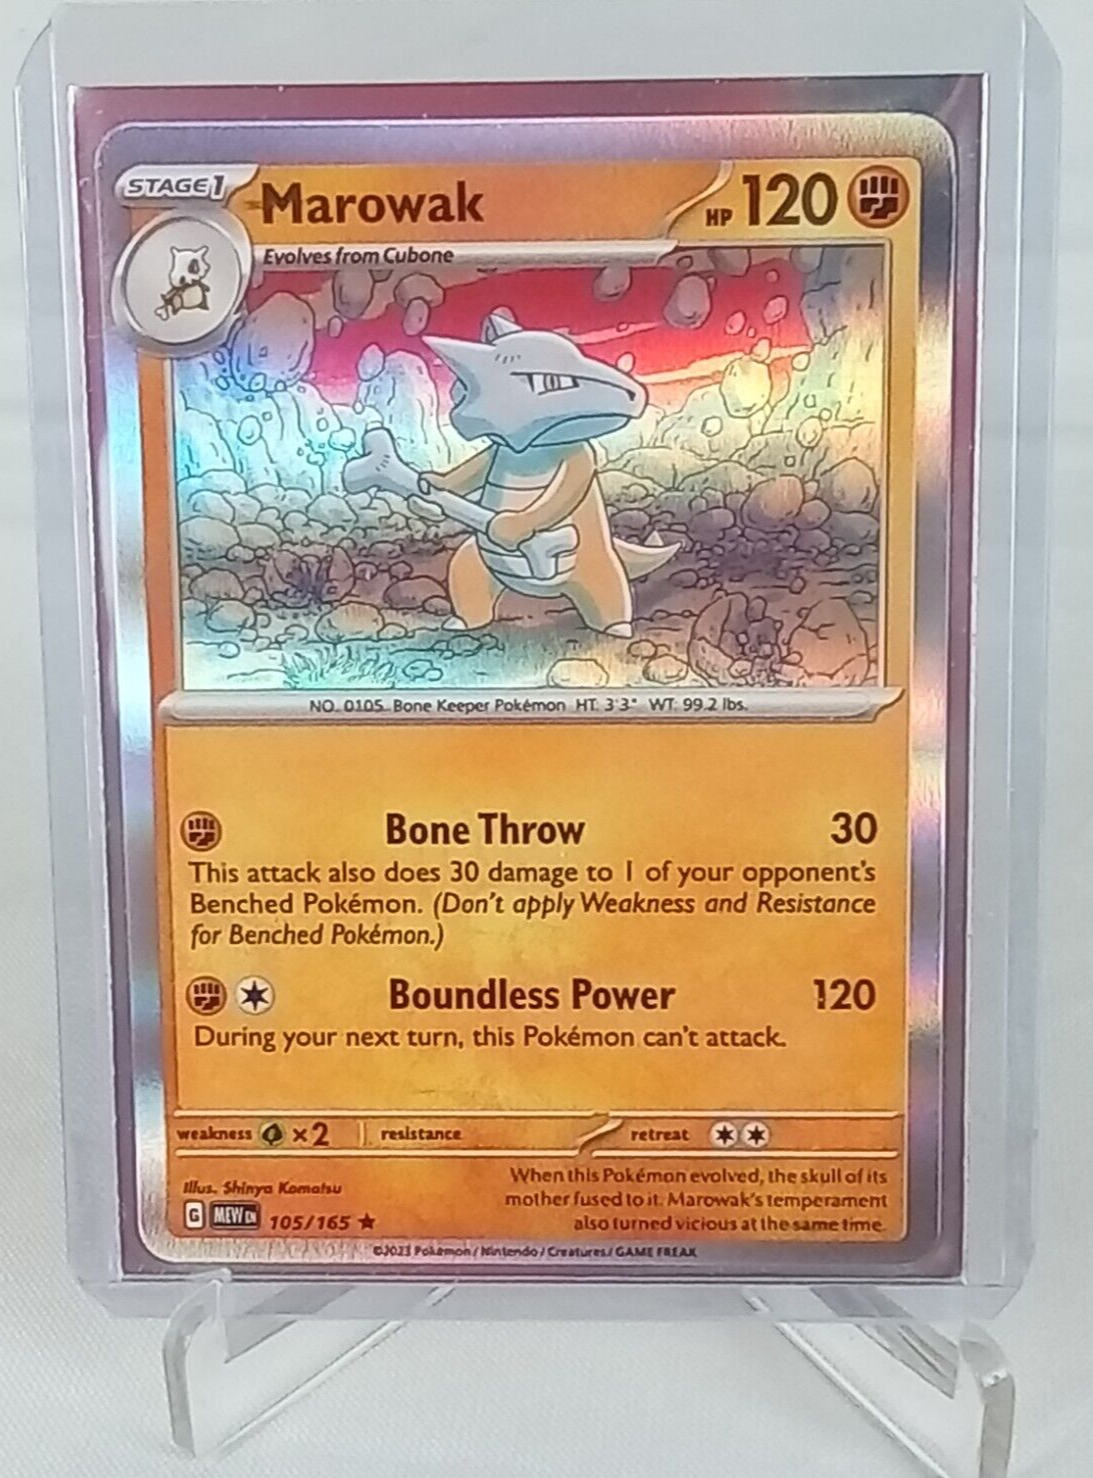 STAGE1 Marowak HP 120
Evolves from Cubone
NO. 0105 Bone Keeper Pokémon HT: 3'3" WT: 99.2 lbs.
Bone Throw 30
This attack also does 30 damage to 1 of your opponent's
Benched Pokémon. (Don't apply Weakness and Resistance
for Benched Pokémon.)
Boundless Power 120
During your next turn, this Pokémon can't attack.
weakness ×2 resistance retreat
Illus. Shinya Komatsu
G MEW EN 105/165 ★
When this Pokémon evolved, the skull of its
mother fused to it. Marowak's temperament
also turned vicious at the same time.
©2023 Pokémon / Nintendo / Creatures / GAME FREAK